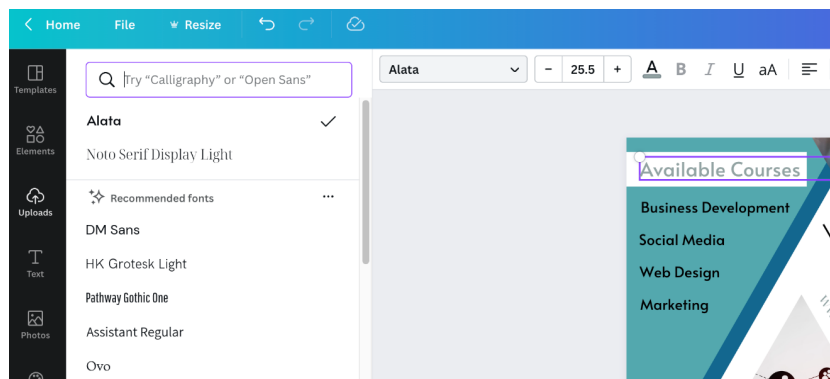 Home File Resize
Templates
Elements
Uploads
Text
Photos
Try “Calligraphy” or “Open Sans”
Alata
Noto Serif Display Light
Recommended fonts ...
DM Sans
HK Grotesk Light
Pathway Gothic One
Assistant Regular
Ovo
Alata - 25.5 + A B I U aA
Available Courses
Business Development
Social Media
Web Design
Marketing